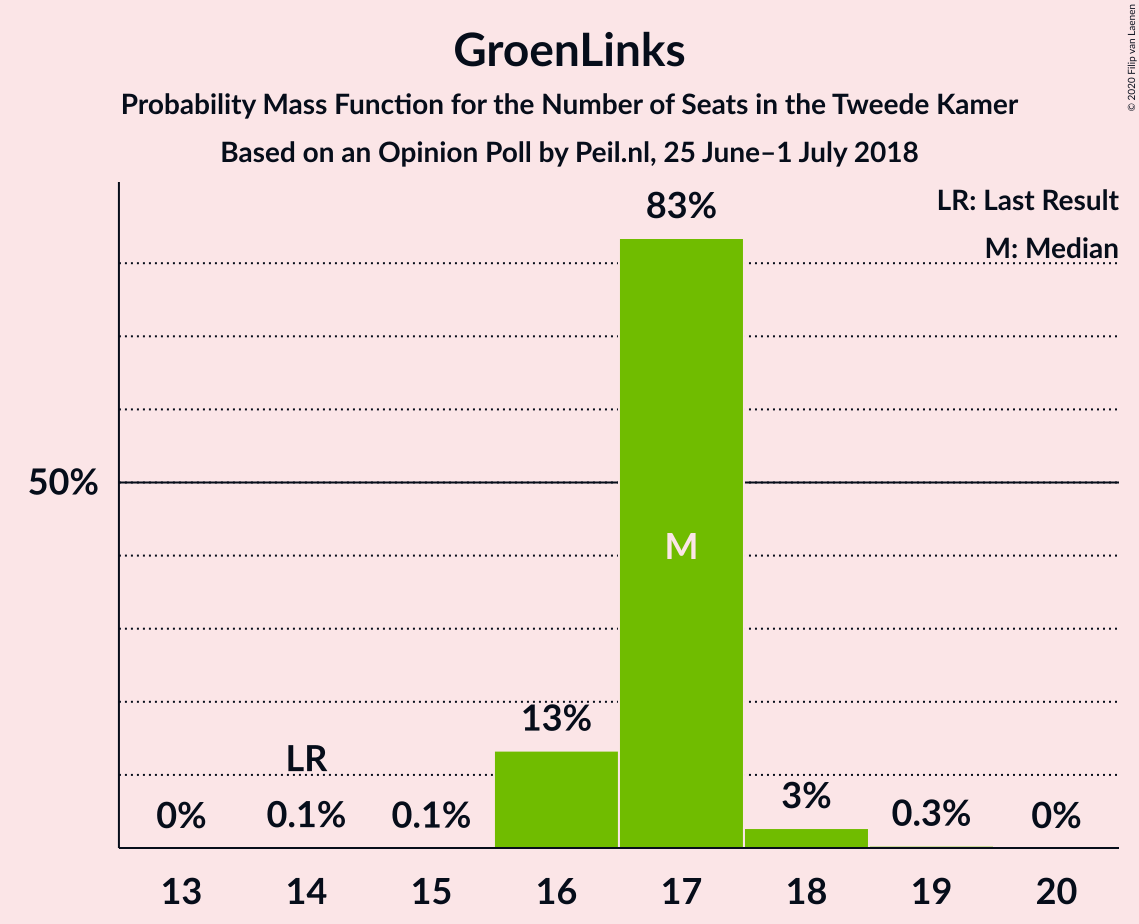 GroenLinks
Probability Mass Function for the Number of Seats in the Tweede Kamer
Based on an Opinion Poll by Peil.nl, 25 June–1 July 2018
© 2020 Filip van Laenen
LR: Last Result
M: Median
83%
50%
M
13%
LR
0%
0.1%
0.1%
3%
0.3%
0%
13 14 15 16 17 18 19 20